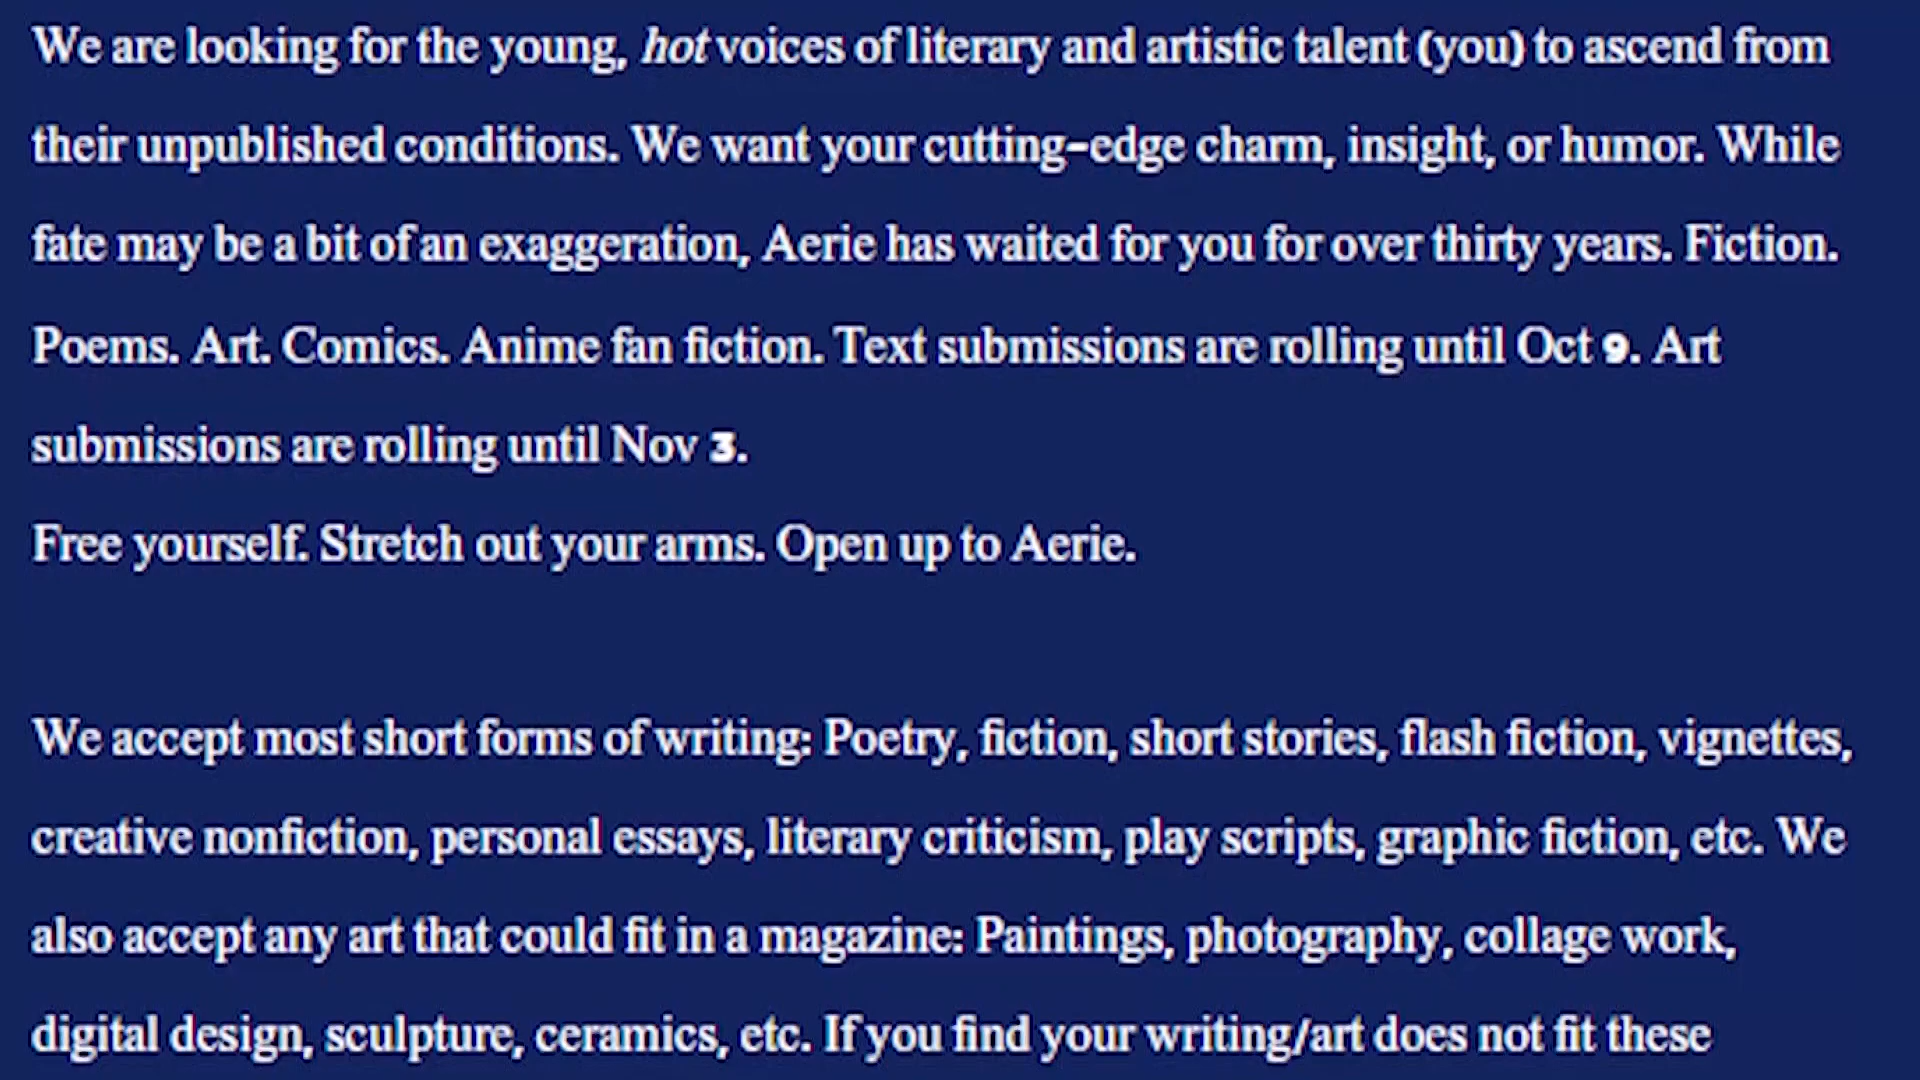 We are looking for the young, hot voices of literary and artistic talent (you) to ascend from
their unpublished conditions. We want your cutting-edge charm, insight, or humor. While
fate may be a bit of an exaggeration, Aerie has waited for you for over thirty years. Fiction.
Poems. Art. Comics. Anime fan fiction. Text submissions are rolling until Oct 9. Art
submissions are rolling until Nov 3.
Free yourself. Stretch out your arms. Open up to Aerie.
We accept most short forms of writing: Poetry, fiction, short stories, flash fiction, vignettes,
creative nonfiction, personal essays, literary criticism, play scripts, graphic fiction, etc. We
also accept any art that could fit in a magazine: Paintings, photography, collage work,
digital design, sculpture, ceramics, etc. If you find your writing/art does not fit these